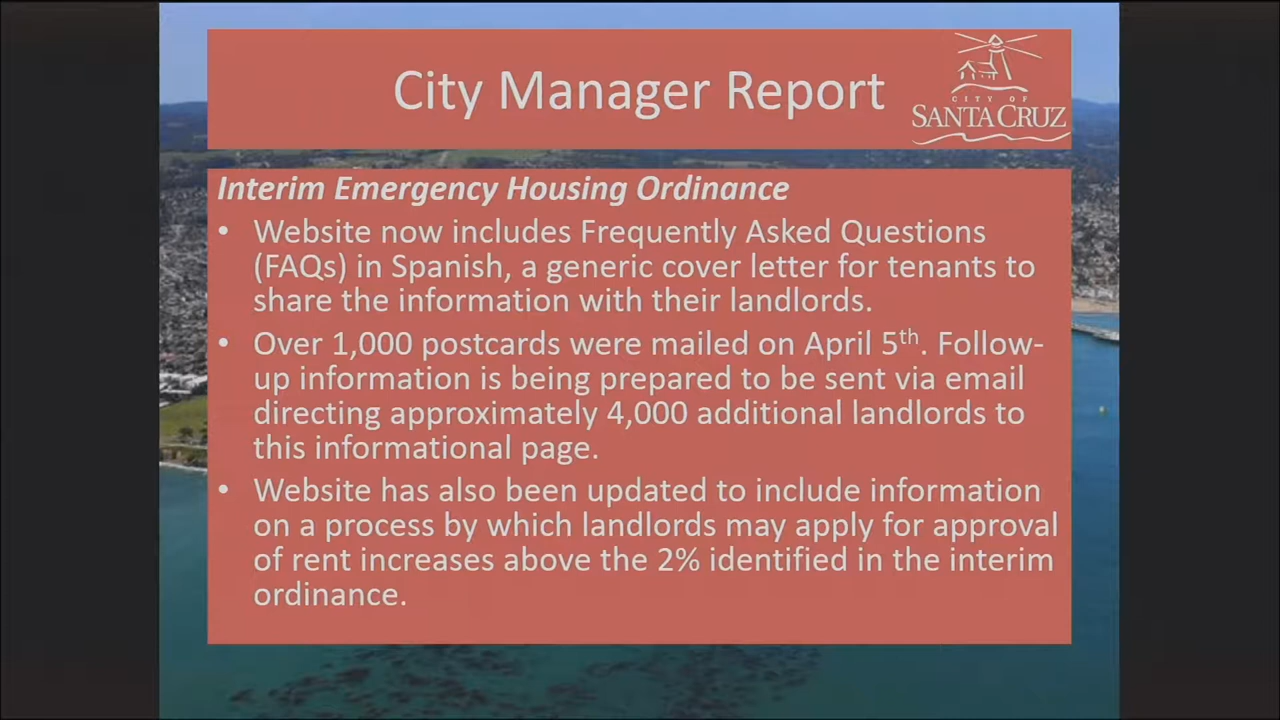 City Manager Report
CITY OF
SANTA CRUZ
Interim Emergency Housing Ordinance
• Website now includes Frequently Asked Questions
(FAQs) in Spanish, a generic cover letter for tenants to
share the information with their landlords.
• Over 1,000 postcards were mailed on April 5th. Follow-
up information is being prepared to be sent via email
directing approximately 4,000 additional landlords to
this informational page.
• Website has also been updated to include information
on a process by which landlords may apply for approval
of rent increases above the 2% identified in the interim
ordinance.